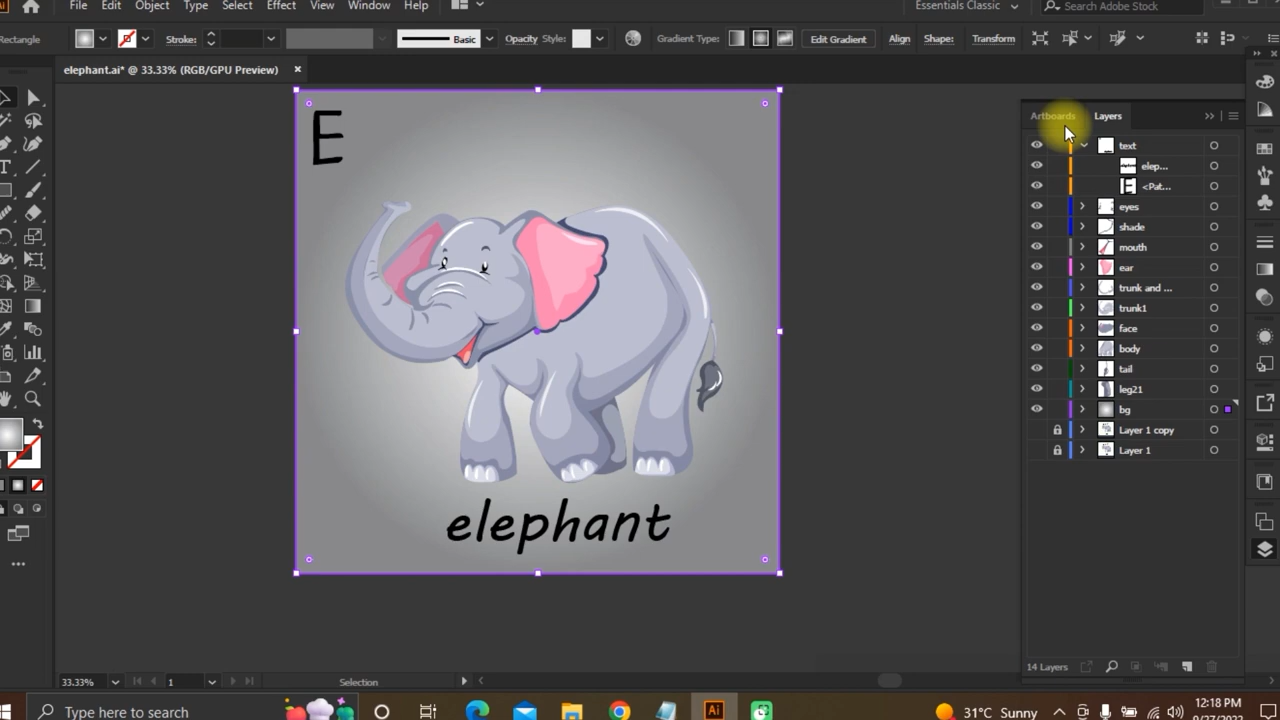 File Edit Object Type Select Effect View Window Help Essentials Classic Search Adobe Stock
Rectangle Stroke: Basic Opacity Style: Gradient Type: Edit Gradient Align Shape: Transform
elephant.ai* @ 33.33% (RGB/GPU Preview) ×
Artboards Layers
E
text
elep...
<Pat...
eyes
shade
mouth
ear
trunk and ...
trunk1
face
body
tail
leg21
bg
Layer 1 copy
Layer 1
elephant
14 Layers
33.33% 1 Selection
Type here to search 31°C Sunny 12:18 PM